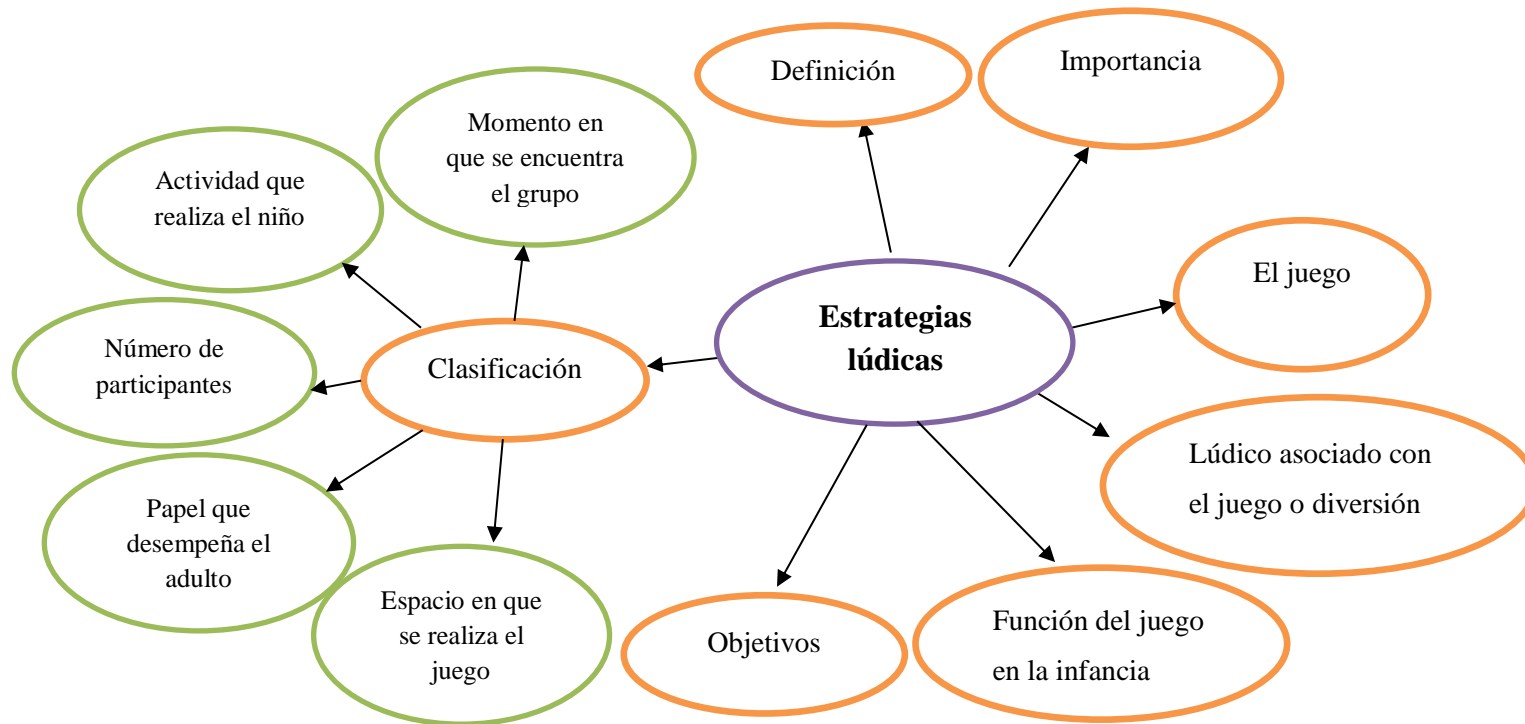 Definición
Importancia
Momento en
que se encuentra
el grupo
Actividad que
realiza el niño
El juego
Estrategias
lúdicas
Número de
participantes
Clasificación
Lúdico asociado con
el juego o diversión
Papel que
desempeña el
adulto
Espacio en que
se realiza el
juego
Objetivos
Función del juego
en la infancia